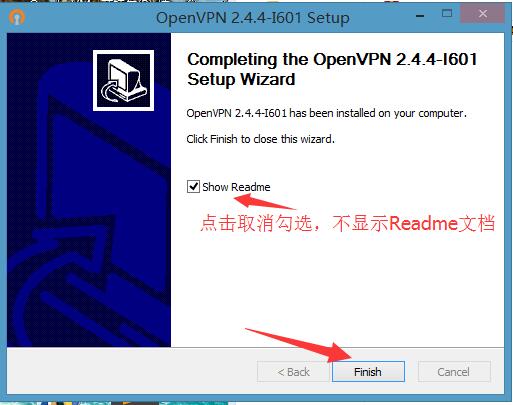 OpenVPN 2.4.4-I601 Setup
Completing the OpenVPN 2.4.4-I601
Setup Wizard
OpenVPN 2.4.4-I601 has been installed on your computer.
Click Finish to close this wizard.
Show Readme
点击取消勾选，不显示Readme文档
< Back
Finish
Cancel